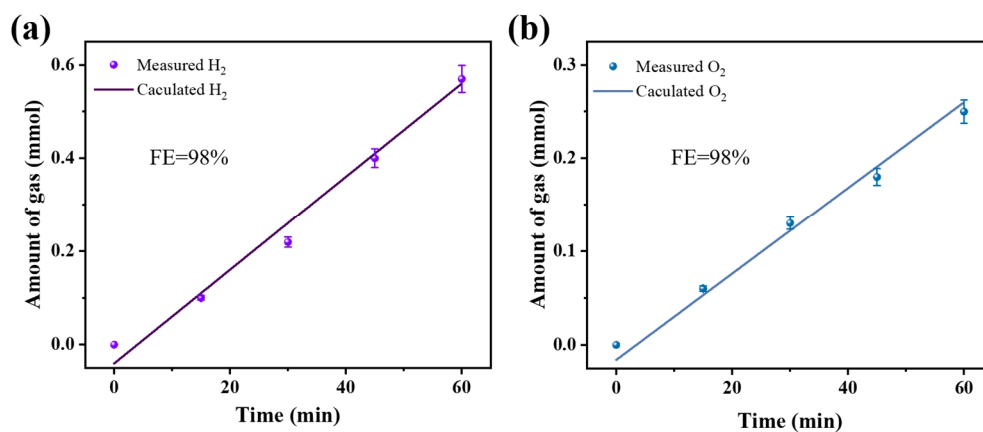 (a)
Measured H₂
Caculated H₂
FE=98%
Amount of gas (mmol)
0.6
0.4
0.2
0.0
0
20
40
60
Time (min)
(b)
Measured O₂
Caculated O₂
FE=98%
Amount of gas (mmol)
0.3
0.2
0.1
0.0
0
20
40
60
Time (min)